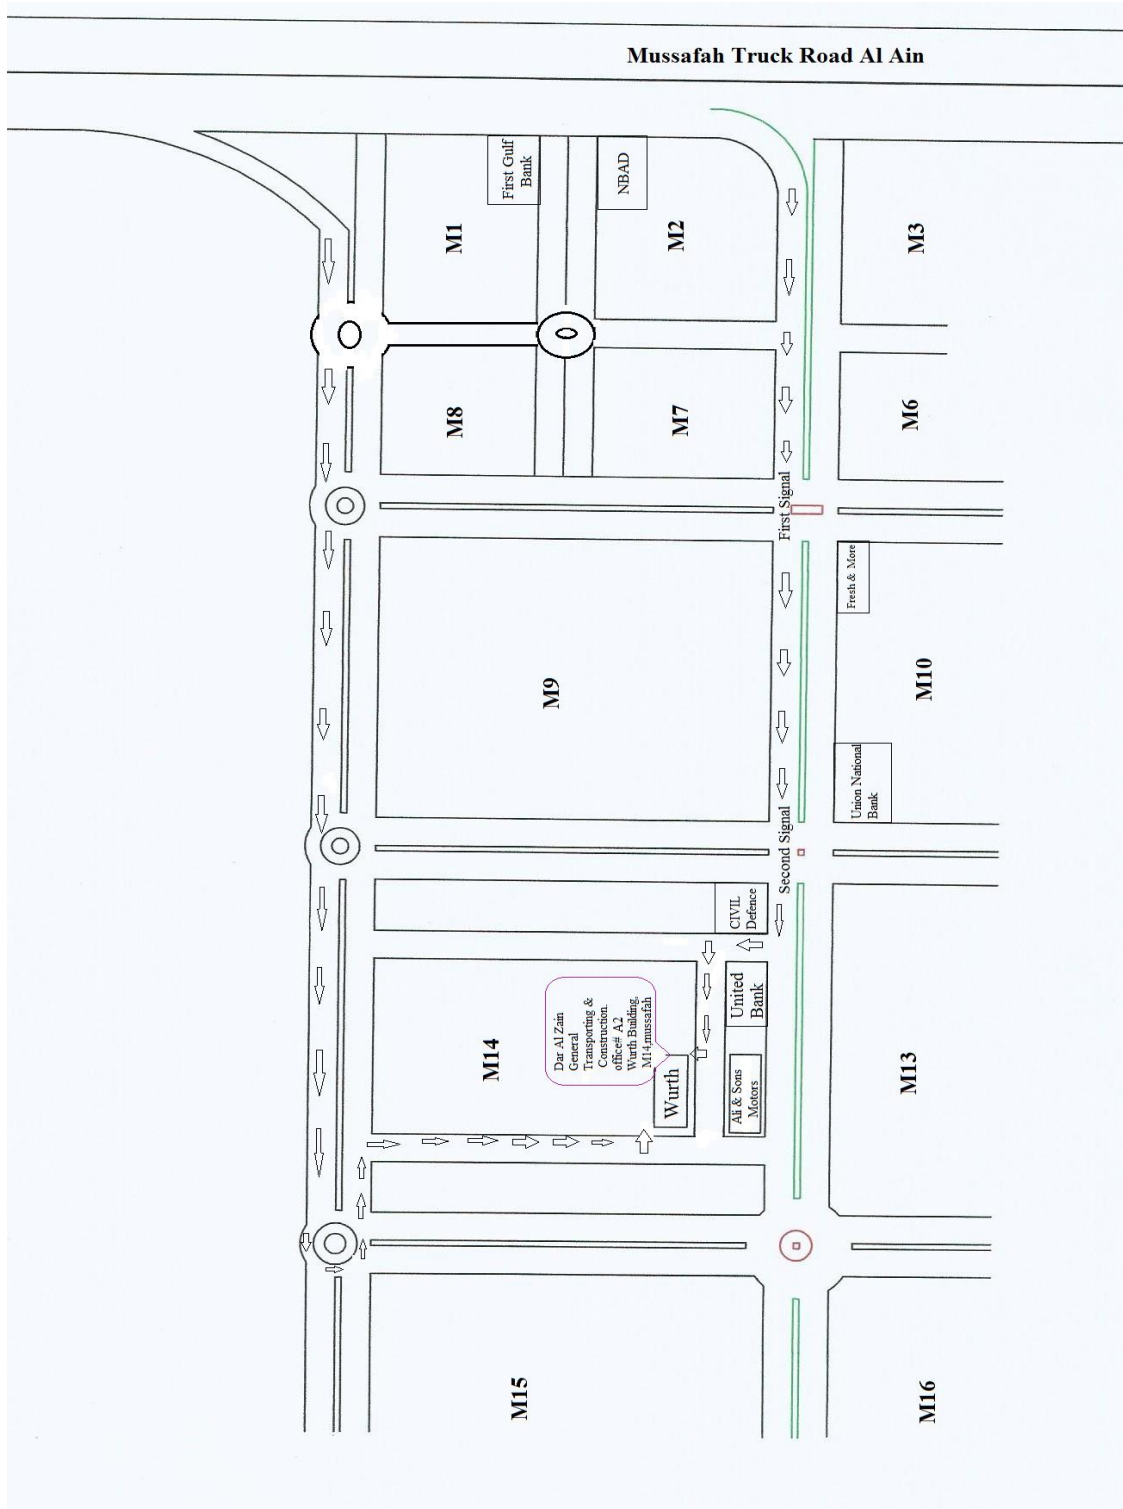 Mussafah Truck Road Al Ain
First Gulf
Bank
NBAD
M1
M2
M3
M8
M7
M6
First Signal
Fresh & More
M9
M10
Union National
Bank
Second Signal
CIVIL
Defence
United
Bank
Dar Al Zain
General
Transporting &
Construction.
office# A2
Wurth Building,
M14,mussafah
M14
Wurth
Ali & Sons
Motors
M13
M15
M16